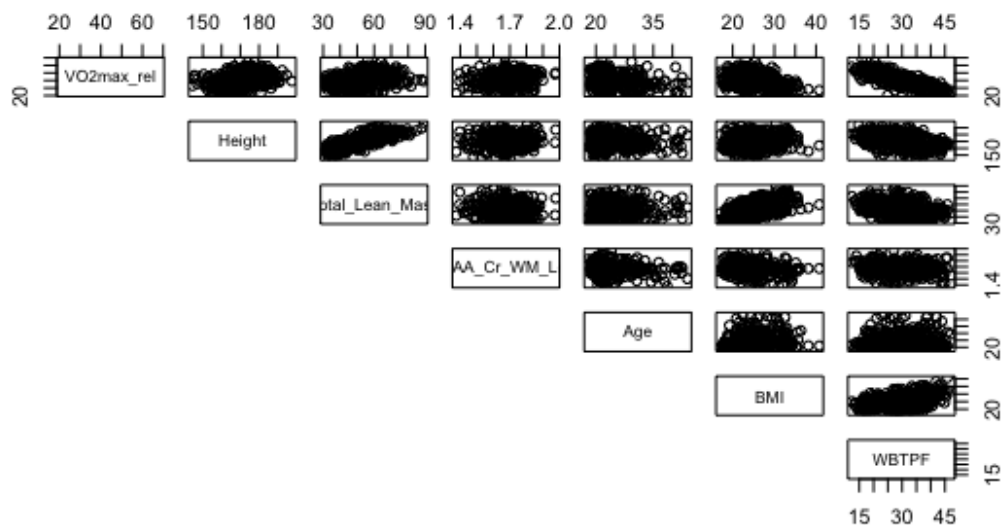 20 40 60
150 180
30 60 90
1.4 1.7 2.0
20 35
20 30 40
15 30 45
VO2max_rel
20
20
Height
150
otal_Lean_Mas
30
AA_Cr_WM_L
1.4
Age
20
BMI
20
WBTPF
15
15 30 45